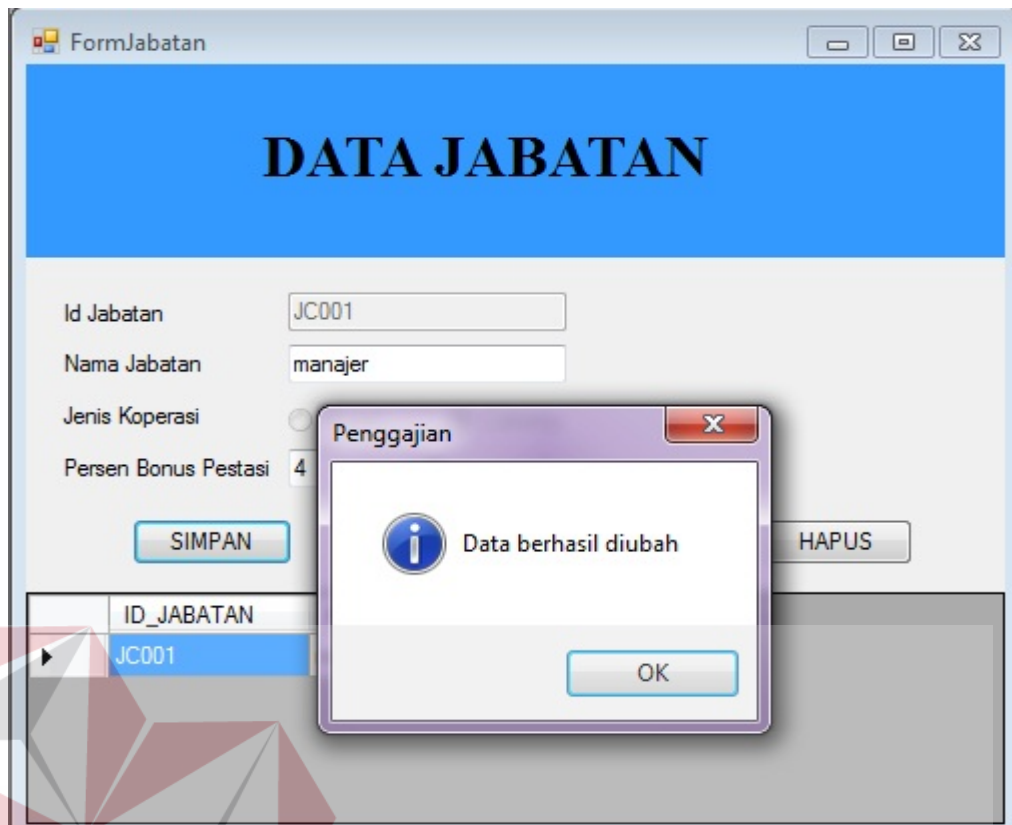 FormJabatan
DATA JABATAN
Id Jabatan JC001
Nama Jabatan manajer
Jenis Koperasi
Persen Bonus Pestasi 4
Penggajian
Data berhasil diubah
OK
SIMPAN HAPUS
ID_JABATAN
JC001